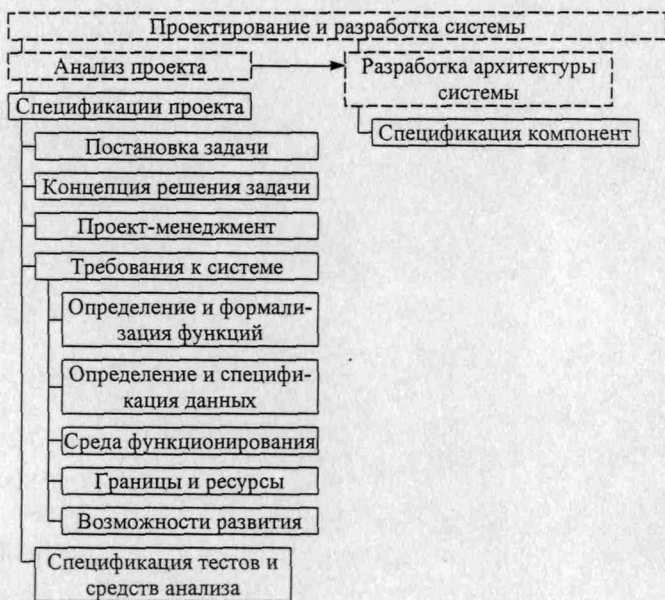 Проектирование и разработка системы
Анализ проекта
Разработка архитектуры
системы
Спецификации проекта
Спецификация компонент
Постановка задачи
Концепция решения задачи
Проект-менеджмент
Требования к системе
Определение и формали-
зация функций
Определение и специфи-
кация данных
Среда функционирования
Границы и ресурсы
Возможности развития
Спецификация тестов и
средств анализа